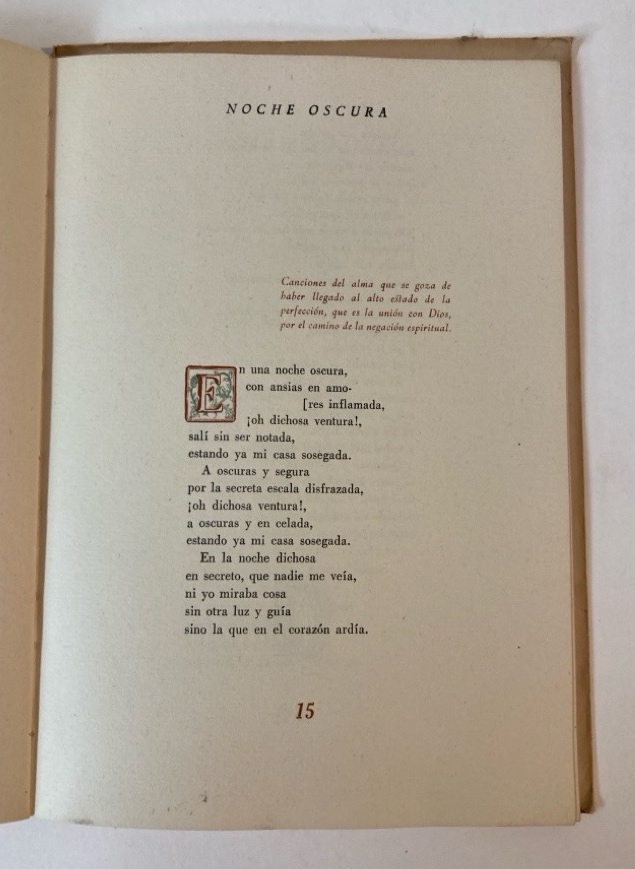 NOCHE OSCURA
Canciones del alma que se goza de
haber llegado al alto estado de la
perfección, que es la unión con Dios,
por el camino de la negación espiritual.
En una noche oscura,
con ansias en amo-
[res inflamada,
¡oh dichosa ventura!,
salí sin ser notada,
estando ya mi casa sosegada.
A oscuras y segura
por la secreta escala disfrazada,
¡oh dichosa ventura!,
a oscuras y en celada,
estando ya mi casa sosegada.
En la noche dichosa
en secreto, que nadie me veía,
ni yo miraba cosa
sin otra luz y guía
sino la que en el corazón ardía.
15